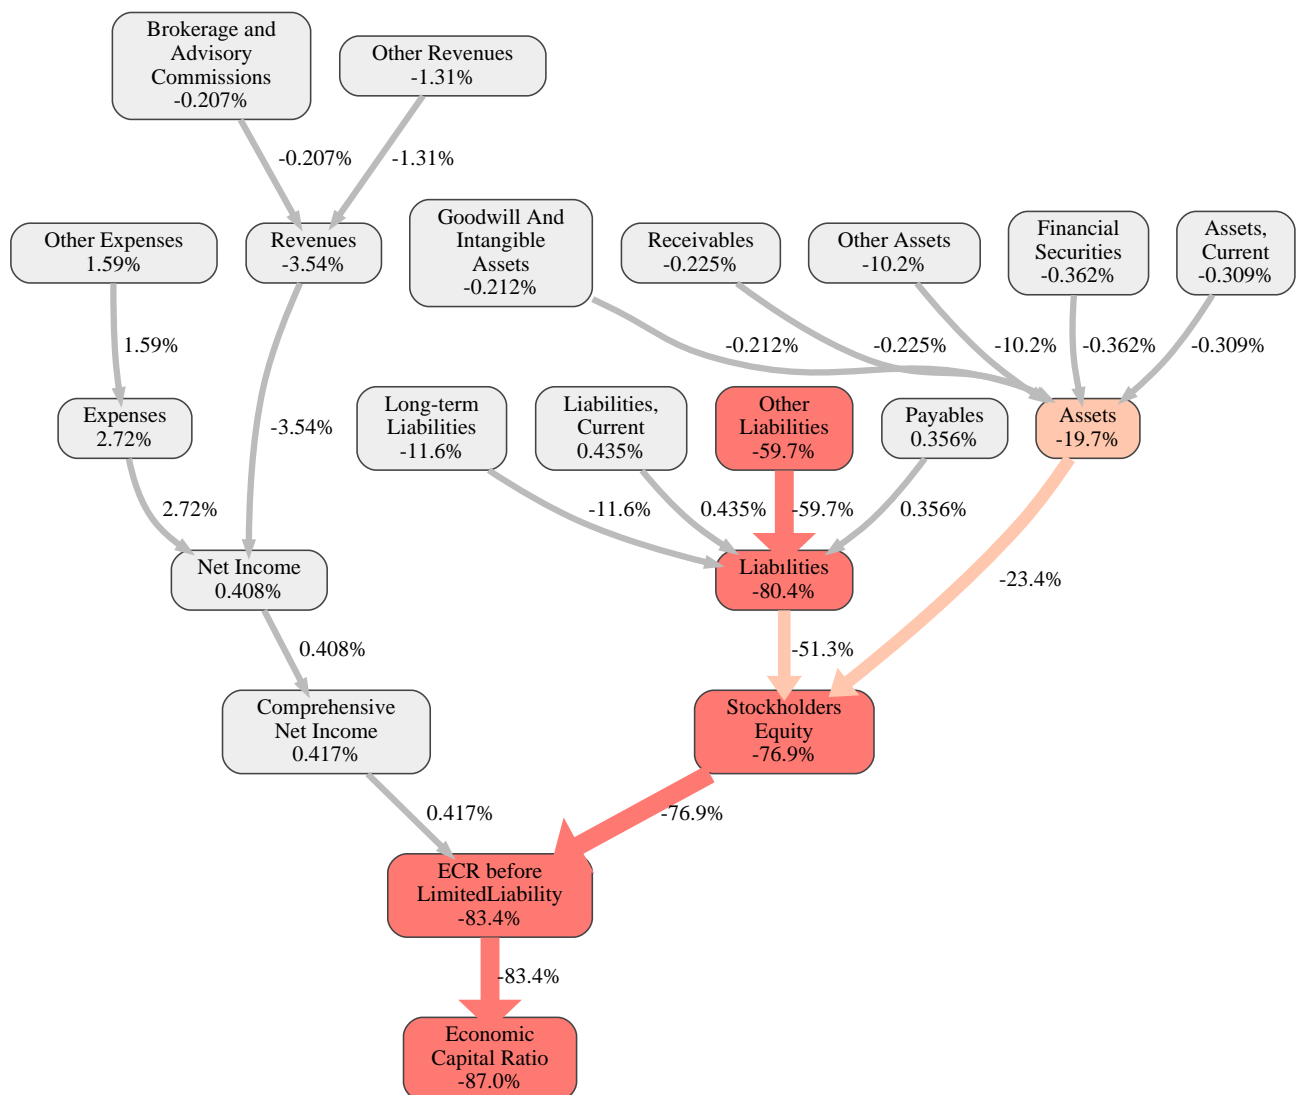 Brokerage and
Advisory
Commissions
-0.207%
Other Revenues
-1.31%
-0.207%
-1.31%
Other Expenses
1.59%
Revenues
-3.54%
Goodwill And
Intangible
Assets
-0.212%
Receivables
-0.225%
Other Assets
-10.2%
Financial
Securities
-0.362%
Assets,
Current
-0.309%
1.59%
-0.212%
-0.225%
-10.2%
-0.362%
-0.309%
Expenses
2.72%
-3.54%
Long-term
Liabilities
-11.6%
Liabilities,
Current
0.435%
Other
Liabilities
-59.7%
Payables
0.356%
Assets
-19.7%
2.72%
-11.6%
0.435%
-59.7%
0.356%
Net Income
0.408%
Liabilities
-80.4%
-23.4%
0.408%
-51.3%
Comprehensive
Net Income
0.417%
Stockholders
Equity
-76.9%
0.417%
-76.9%
ECR before
LimitedLiability
-83.4%
-83.4%
Economic
Capital Ratio
-87.0%